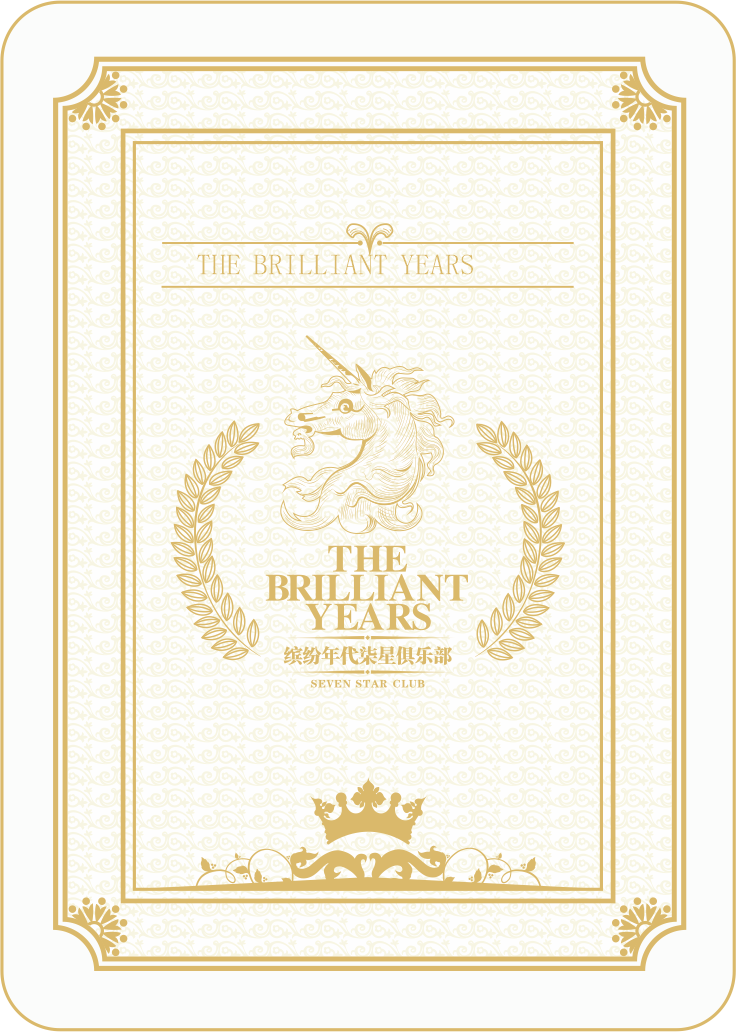 THE BRILLIANT YEARS
THE
BRILLIANT
YEARS
缤纷年代柒星俱乐部
SEVEN STAR CLUB